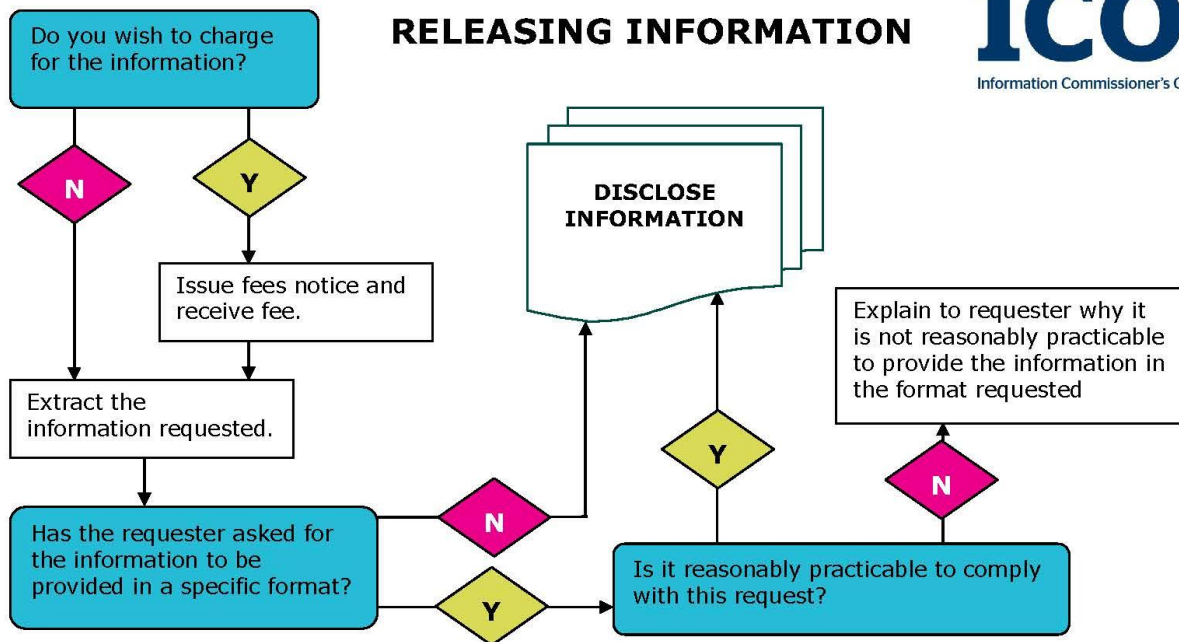 RELEASING INFORMATION
ico
Information Commissioner's
Do you wish to charge
for the information?
N
Y
Issue fees notice and
receive fee.
Extract the
information requested.
Has the requester asked for
the information to be
provided in a specific format?
N
Y
DISCLOSE
INFORMATION
Y
N
Explain to requester why it
is not reasonably practicable
to provide the information in
the format requested
Is it reasonably practicable to comply
with this request?